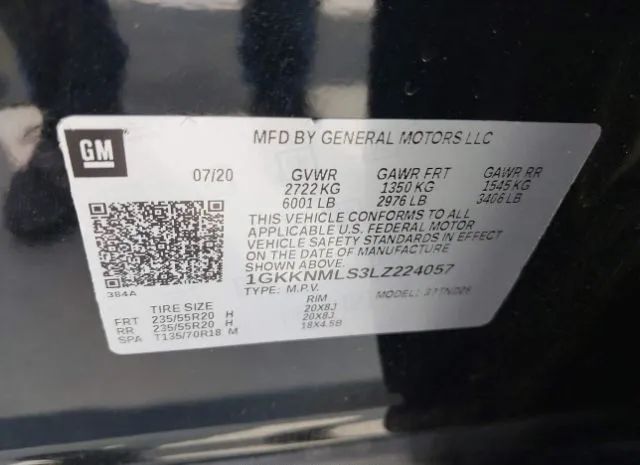 GM
MFD BY GENERAL MOTORS LLC
07/20 GVWR GAWR FRT GAWR RR
2722 KG 1350 KG 1545 KG
6001 LB 2976 LB 3406 LB
THIS VEHICLE CONFORMS TO ALL
APPLICABLE U.S. FEDERAL MOTOR
VEHICLE SAFETY STANDARDS IN EFFECT
ON THE DATE OF MANUFACTURE
SHOWN ABOVE.
1GKKNMLS3LZ224057
384A TYPE: M.P.V. MODEL:
TIRE SIZE RIM
FRT 235/55R20 H 20X8J
RR 235/55R20 H 20X8J
SPA T135/70R18 M 18X4.5B